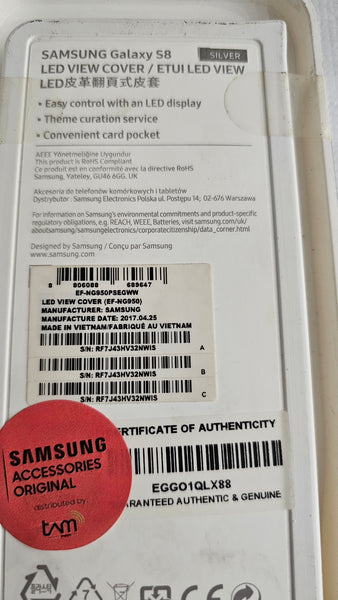 SAMSUNG Galaxy S8
SILVER
LED VIEW COVER / ETUI LED VIEW
LED皮革翻頁式皮套
• Easy control with an LED display
• Theme curation service
• Convenient card pocket
AEEE Yönetmeliğine Uygundur
This product is RoHS Compliant
Ce produit est en conformité avec la directive RoHS
Samsung, Yateley, GU46 6GG. UK
Akcesoria do telefonów komórkowych i tabletów
Dystrybutor : Samsung Electronics Polska ul. Postępu 14; 02-676 Warszawa
For information on Samsung's environmental commitments and product-specific
regulatory obligations, e.g. REACH, WEEE, Batteries, visit samsung.com/uk/
aboutsamsung/samsungelectronics/corporatecitizenship/data_corner.html
Designed by Samsung / Conçu par Samsung
www.samsung.com
8 806088 689647
EF-NG950PSEGWW
LED VIEW COVER (EF-NG950)
MANUFACTURER: SAMSUNG
MANUFACTURE DATE: 2017.04.25
MADE IN VIETNAM/FABRIQUÉ AU VIETNAM
S/N: RF7J43HV32NWIS A
S/N: RF7J43HV32NWIS B
S/N: RF7J43HV32NWIS C
CERTIFICATE OF AUTHENTICITY
EGGO1QLX88
GUARANTEED AUTHENTIC & GENUINE
SAMSUNG
ACCESSORIES
ORIGINAL
distributed by:
tam
7
CE